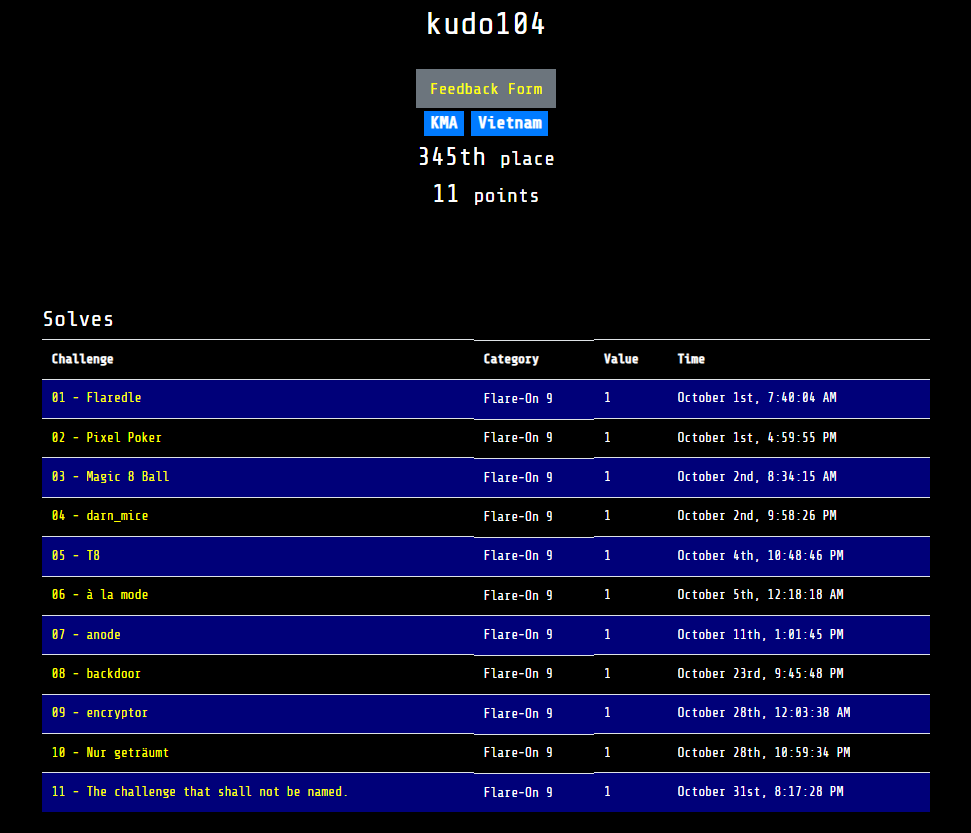 kudo104
Feedback Form
KMA Vietnam
345th place
11 points
Solves
Challenge Category Value Time
01 - Flaredle Flare-On 9 1 October 1st, 7:40:04 AM
02 - Pixel Poker Flare-On 9 1 October 1st, 4:59:55 PM
03 - Magic 8 Ball Flare-On 9 1 October 2nd, 8:34:15 AM
04 - darn_mice Flare-On 9 1 October 2nd, 9:58:26 PM
05 - T8 Flare-On 9 1 October 4th, 10:48:46 PM
06 - à la mode Flare-On 9 1 October 5th, 12:18:18 AM
07 - anode Flare-On 9 1 October 11th, 1:01:45 PM
08 - backdoor Flare-On 9 1 October 23rd, 9:45:48 PM
09 - encryptor Flare-On 9 1 October 28th, 12:03:38 AM
10 - Nur geträumt Flare-On 9 1 October 28th, 10:59:34 PM
11 - The challenge that shall not be named. Flare-On 9 1 October 31st, 8:17:28 PM